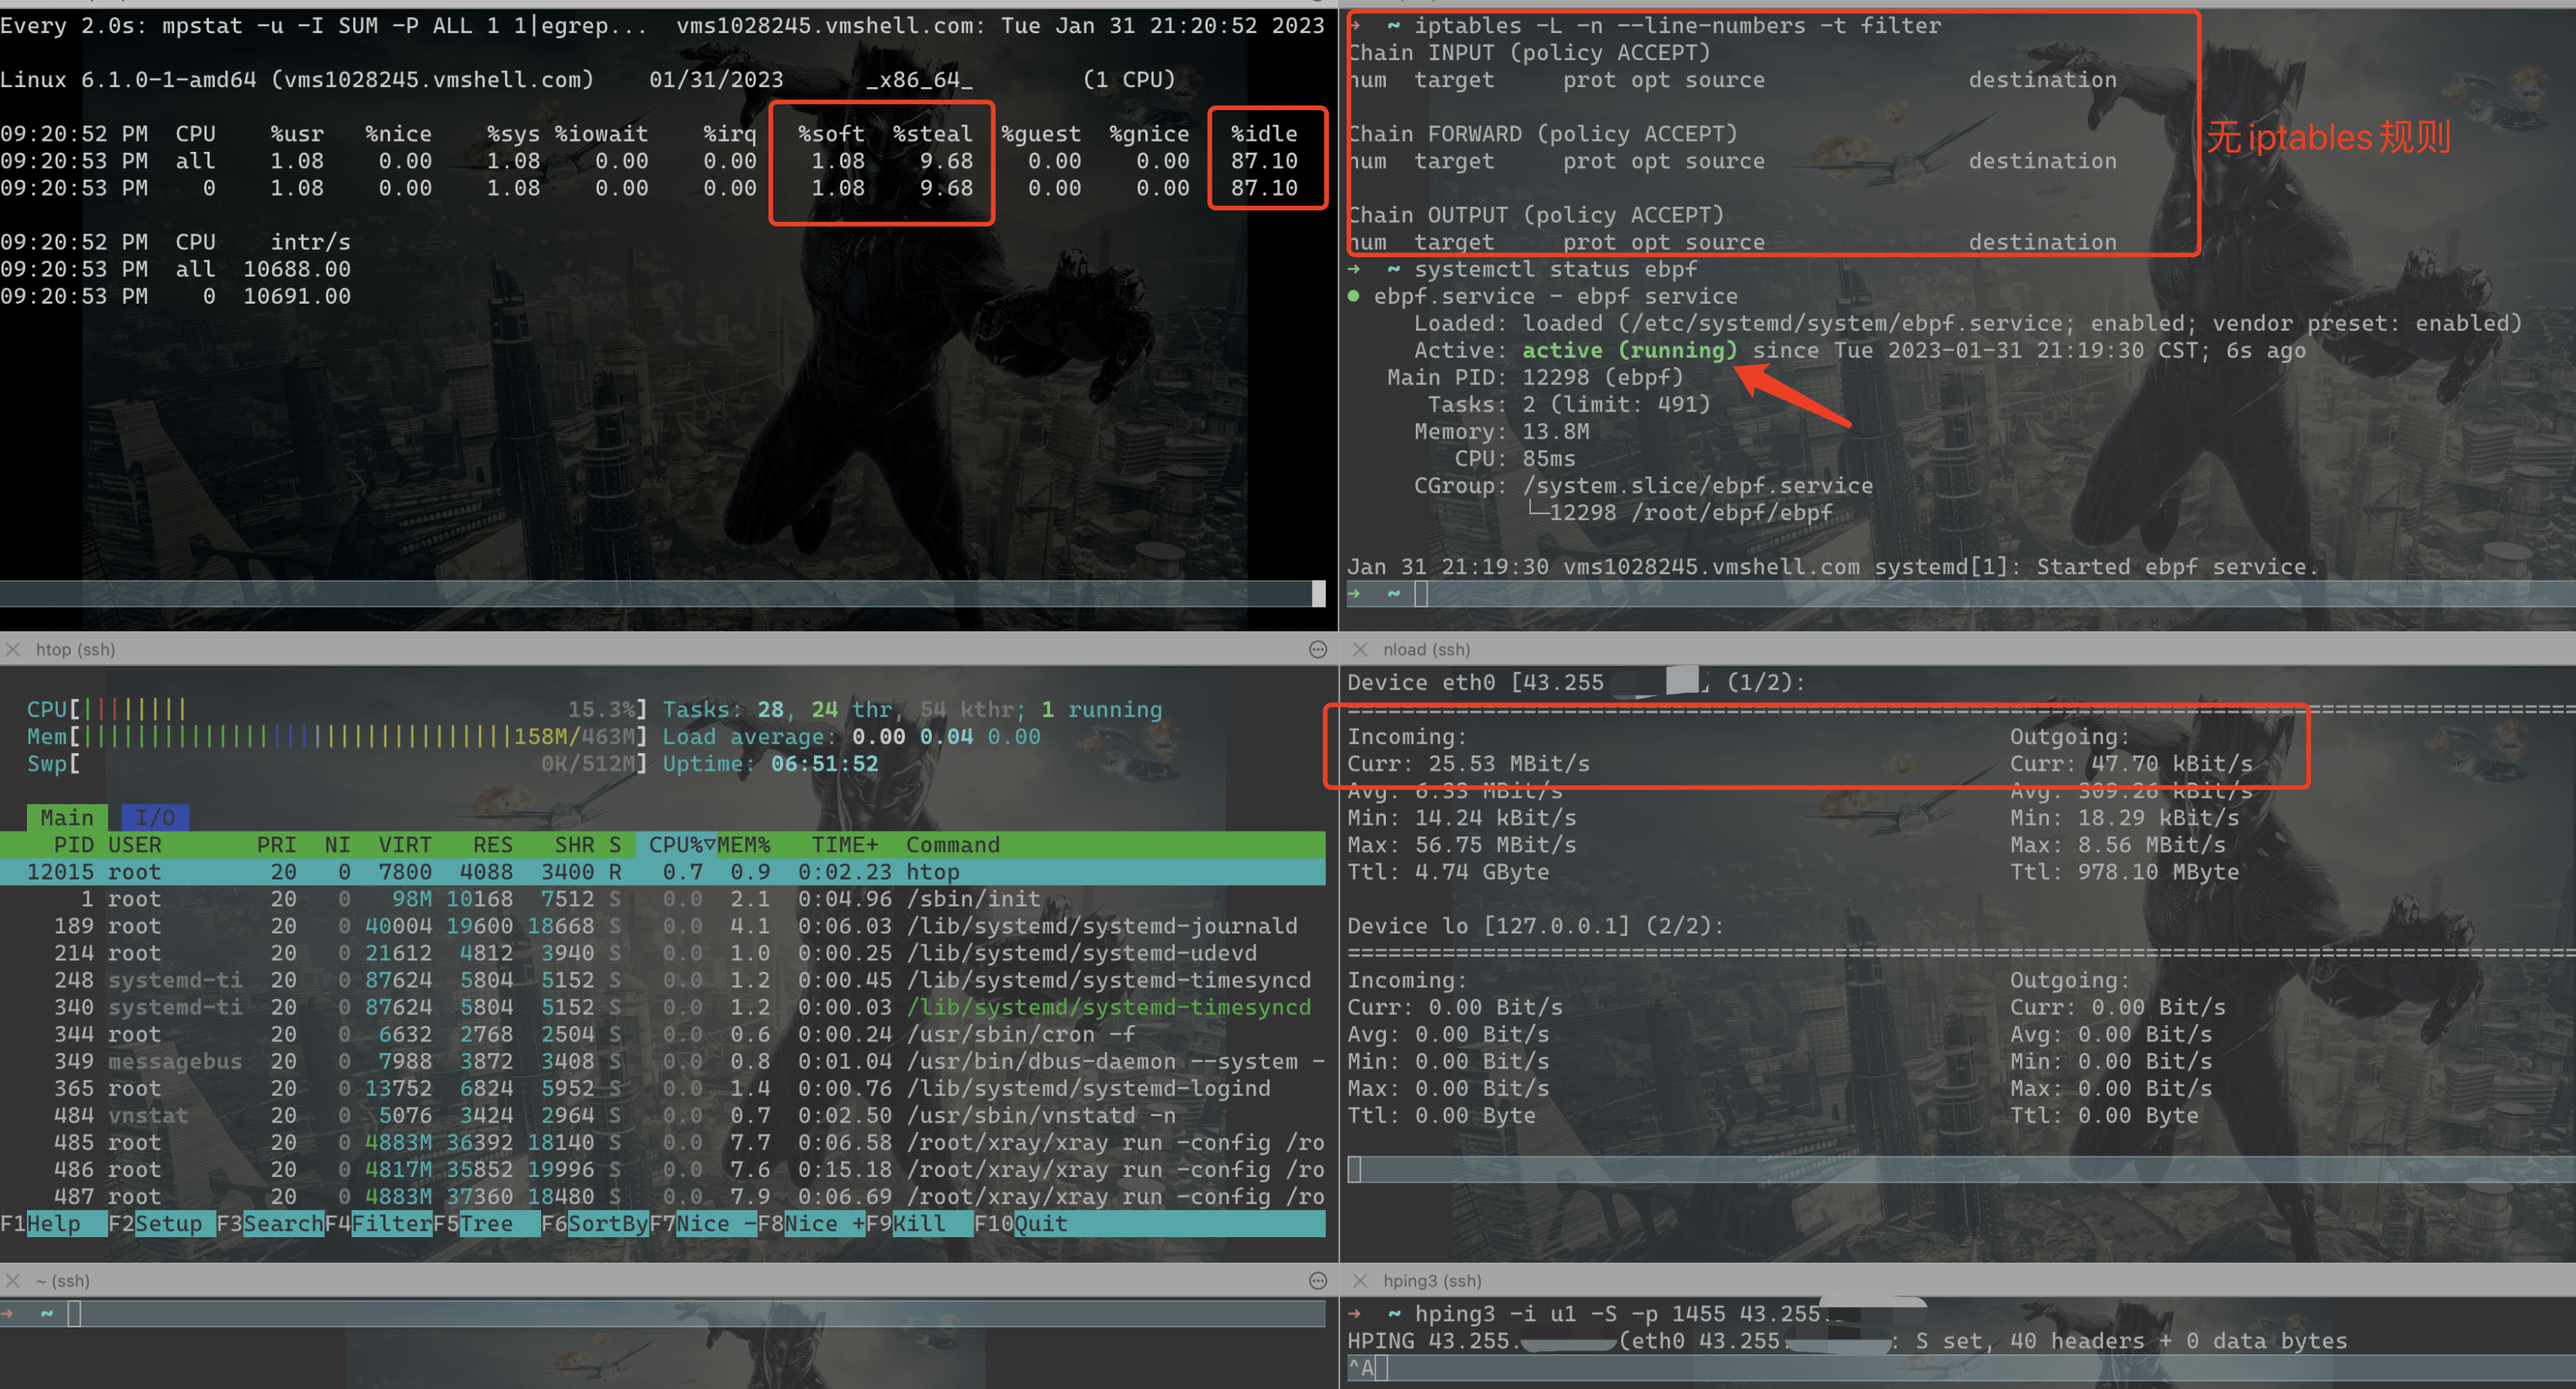 Every 2.0s: mpstat -u -I SUM -P ALL 1 1|egrep...  vms1028245.vmshell.com: Tue Jan 31 21:20:52 2023
Linux 6.1.0-1-amd64 (vms1028245.vmshell.com)    01/31/2023      _x86_64_        (1 CPU)
09:20:52 PM  CPU    %usr   %nice    %sys %iowait    %irq   %soft  %steal  %guest  %gnice   %idle
09:20:53 PM  all    1.08    0.00    1.08    0.00    0.00    1.08    9.68    0.00    0.00   87.10
09:20:53 PM    0    1.08    0.00    1.08    0.00    0.00    1.08    9.68    0.00    0.00   87.10
09:20:52 PM  CPU    intr/s
09:20:53 PM  all  10688.00
09:20:53 PM    0  10691.00
→  ~ iptables -L -n --line-numbers -t filter
Chain INPUT (policy ACCEPT)
num  target     prot opt source               destination
Chain FORWARD (policy ACCEPT)
num  target     prot opt source               destination
无 iptables 规则
Chain OUTPUT (policy ACCEPT)
num  target     prot opt source               destination
→  ~ systemctl status ebpf
● ebpf.service - ebpf service
Loaded: loaded (/etc/systemd/system/ebpf.service; enabled; vendor preset: enabled)
Active: active (running) since Tue 2023-01-31 21:19:30 CST; 6s ago
Main PID: 12298 (ebpf)
Tasks: 2 (limit: 491)
Memory: 13.8M
CPU: 85ms
CGroup: /system.slice/ebpf.service
└─12298 /root/ebpf/ebpf
Jan 31 21:19:30 vms1028245.vmshell.com systemd[1]: Started ebpf service.
→  ~
htop (ssh)
CPU[||||||||  15.3%] Tasks: 28, 24 thr, 54 kthr; 1 running
Mem[||||||||||||||||||||||||||||||||158M/463M] Load average: 0.00 0.04 0.00
Swp[  0K/512M] Uptime: 06:51:52
Main I/O
PID USER       PRI  NI  VIRT   RES   SHR S  CPU%▽MEM%   TIME+  Command
12015 root        20   0  7800  4088  3400 R  0.7  0.9  0:02.23 htop
1 root        20   0   98M 10168  7512 S  0.0  2.1  0:04.96 /sbin/init
189 root        20   0 40004 19600 18668 S  0.0  4.1  0:06.03 /lib/systemd/systemd-journald
214 root        20   0 21612  4812  3940 S  0.0  1.0  0:00.25 /lib/systemd/systemd-udevd
248 systemd-ti  20   0 87624  5804  5152 S  0.0  1.2  0:00.45 /lib/systemd/systemd-timesyncd
340 systemd-ti  20   0 87624  5804  5152 S  0.0  1.2  0:00.03 /lib/systemd/systemd-timesyncd
344 root        20   0  6632  2768  2504 S  0.0  0.6  0:00.24 /usr/sbin/cron -f
349 messagebus  20   0  7988  3872  3408 S  0.0  0.8  0:01.04 /usr/bin/dbus-daemon --system -
365 root        20   0 13752  6824  5952 S  0.0  1.4  0:00.76 /lib/systemd/systemd-logind
484 vnstat      20   0  5076  3424  2964 S  0.0  0.7  0:02.50 /usr/sbin/vnstatd -n
485 root        20   0 4883M 36392 18140 S  0.0  7.7  0:06.58 /root/xray/xray run -config /ro
486 root        20   0 4817M 35852 19996 S  0.0  7.6  0:15.18 /root/xray/xray run -config /ro
487 root        20   0 4883M 37360 18480 S  0.0  7.9  0:06.69 /root/xray/xray run -config /ro
F1Help  F2Setup F3SearchF4FilterF5Tree  F6SortByF7Nice -F8Nice +F9Kill  F10Quit
nload (ssh)
Device eth0 [43.255 ] (1/2):
================================================================================
Incoming:                                        Outgoing:
Curr: 25.53 MBit/s                               Curr: 47.70 kBit/s
Avg: 6.33 MBit/s                                 Avg: 309.26 kBit/s
Min: 14.24 kBit/s                                Min: 18.29 kBit/s
Max: 56.75 MBit/s                                Max: 8.56 MBit/s
Ttl: 4.74 GByte                                  Ttl: 978.10 MByte
Device lo [127.0.0.1] (2/2):
================================================================================
Incoming:                                        Outgoing:
Curr: 0.00 Bit/s                                 Curr: 0.00 Bit/s
Avg: 0.00 Bit/s                                  Avg: 0.00 Bit/s
Min: 0.00 Bit/s                                  Min: 0.00 Bit/s
Max: 0.00 Bit/s                                  Max: 0.00 Bit/s
Ttl: 0.00 Byte                                   Ttl: 0.00 Byte
~ (ssh)
→  ~
hping3 (ssh)
→  ~ hping3 -i u1 -S -p 1455 43.255.
HPING 43.255. (eth0 43.255. : S set, 40 headers + 0 data bytes
^A